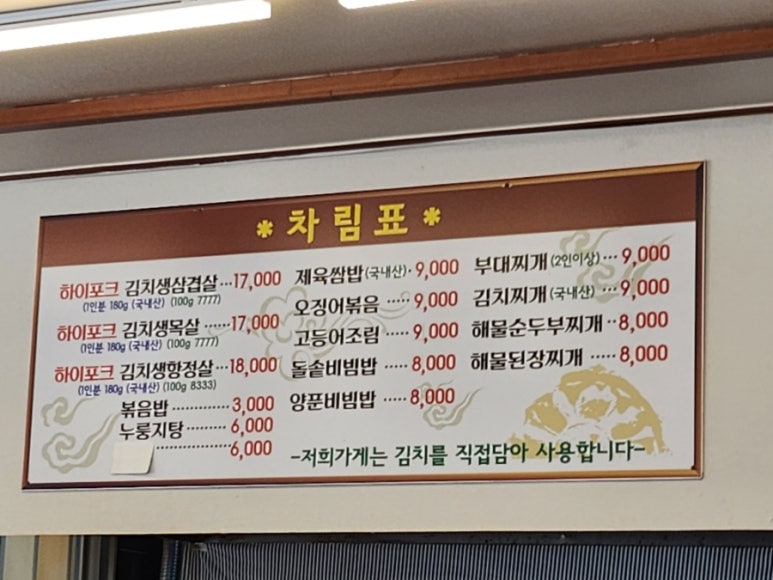 * 차림표 *
하이포크 김치생삼겹살 ··· 17,000
(1인분 180g (국내산) (100g 7777)
하이포크 김치생목살 ······ 17,000
(1인분 180g (국내산) (100g 7777)
하이포크 김치생항정살 ··· 18,000
(1인분 180g (국내산) (100g 8333)
볶음밥 ············· 3,000
누룽지탕 ········· 6,000
················ 6,000
제육쌈밥(국내산)· 9,000
오징어볶음 ····· 9,000
고등어조림 ····· 9,000
돌솥비빔밥 ····· 8,000
양푼비빔밥 ····· 8,000
부대찌개(2인이상) ··· 9,000
김치찌개(국내산) ···· 9,000
해물순두부찌개 ·· 8,000
해물된장찌개 ····· 8,000
-저희가게는 김치를 직접담아 사용합니다-